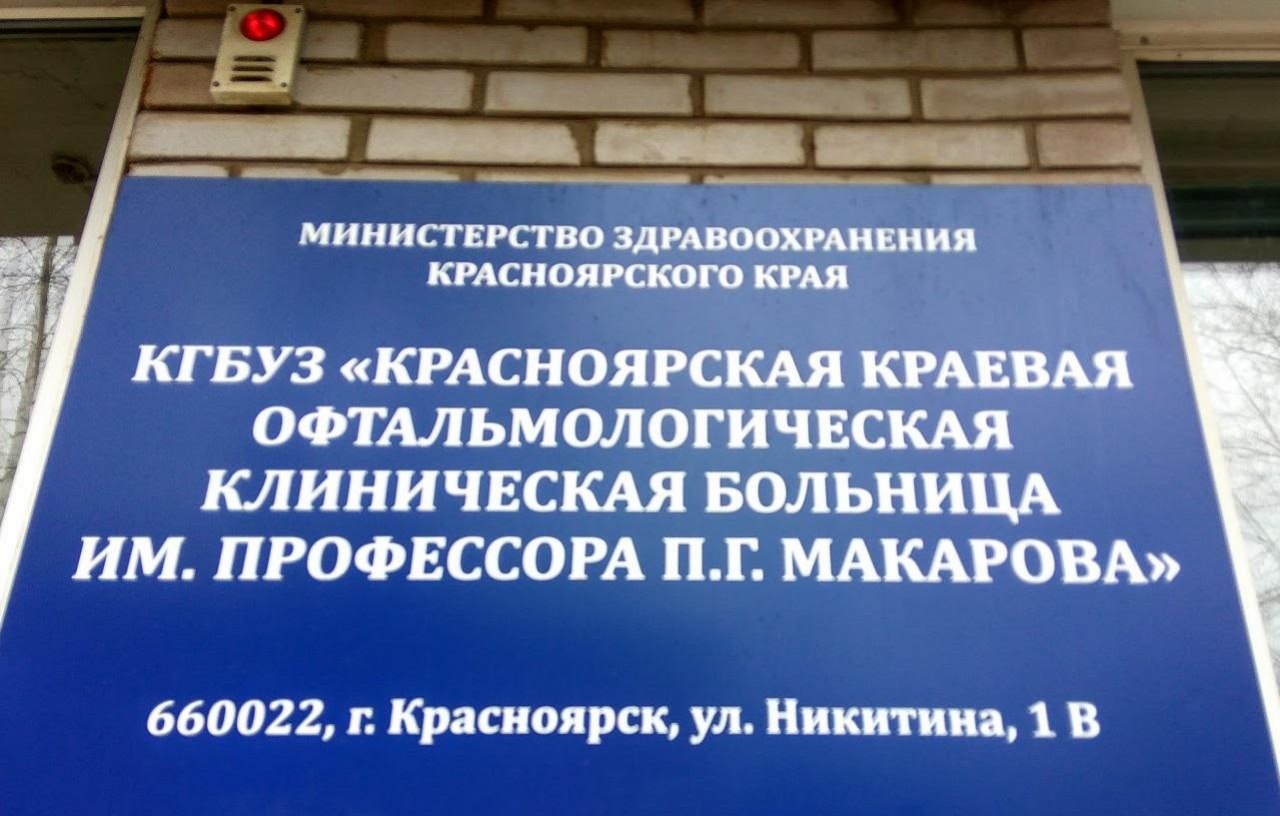 МИНИСТЕРСТВО ЗДРАВООХРАНЕНИЯ
КРАСНОЯРСКОГО КРАЯ
КГБУЗ «КРАСНОЯРСКАЯ КРАЕВАЯ
ОФТАЛЬМОЛОГИЧЕСКАЯ
КЛИНИЧЕСКАЯ БОЛЬНИЦА
ИМ. ПРОФЕССОРА П.Г. МАКАРОВА»
660022, г. Красноярск, ул. Никитина, 1 В